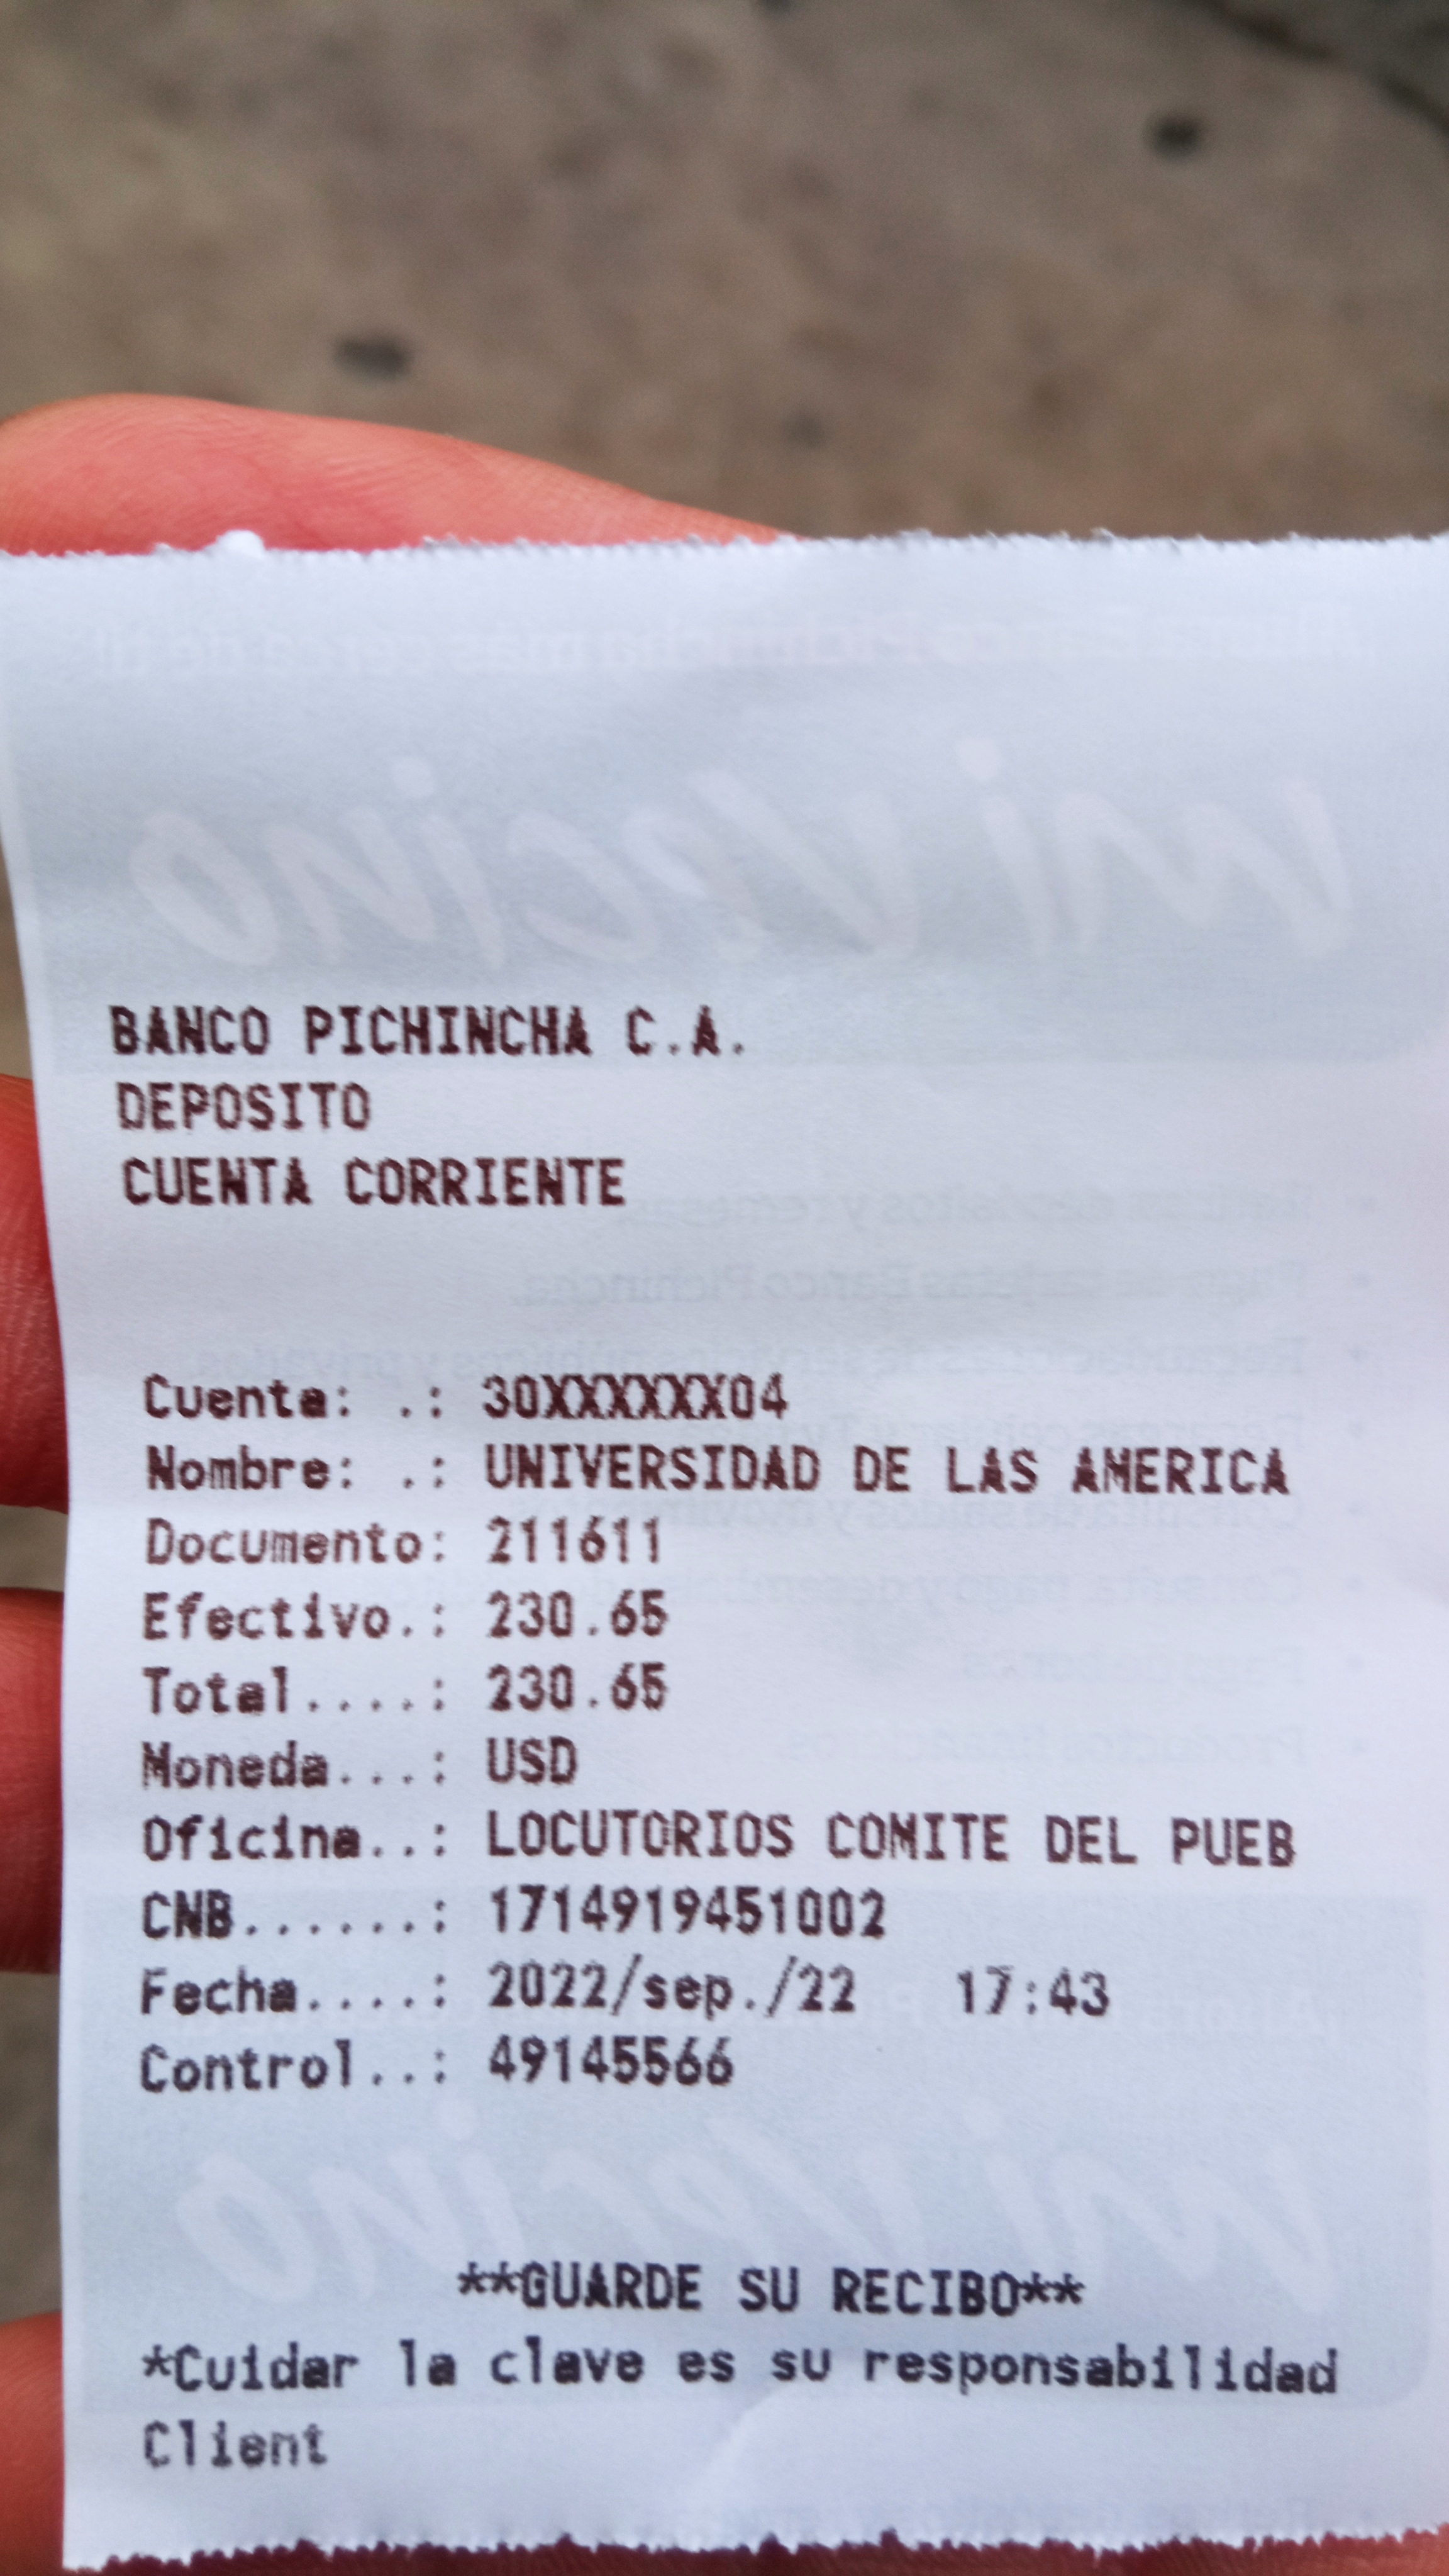 BANCO PICHINCHA C.A.
DEPOSITO
CUENTA CORRIENTE
Cuenta: .: 30XXXXXX04
Nombre: .: UNIVERSIDAD DE LAS AMERICA
Documento: 211611
Efectivo.: 230.65
Total....: 230.65
Moneda...: USD
Oficina..: LOCUTORIOS COMITE DEL PUEB
CNB......: 1714919451002
Fecha....: 2022/sep./22 17:43
Control..: 49145566
**GUARDE SU RECIBO**
*Cuidar la clave es su responsabilidad
Client